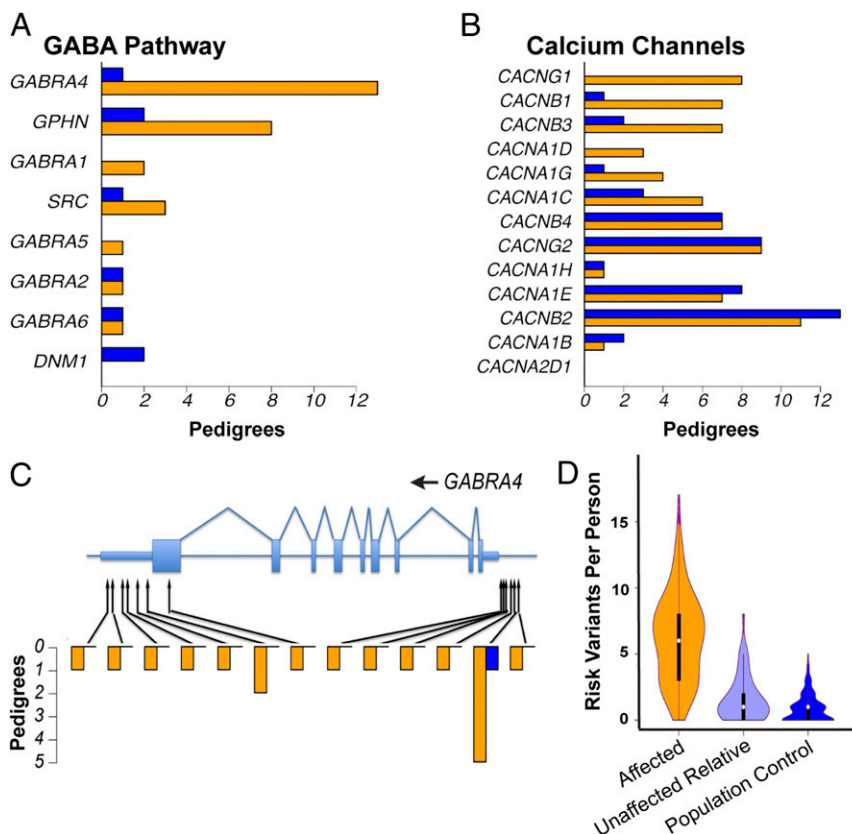 A
GABA Pathway
GABRA4
GPHN
GABRA1
SRC
GABRA5
GABRA2
GABRA6
DNM1
0 2 4 6 8 10 12
Pedigrees
B
Calcium Channels
CACNG1
CACNB1
CACNB3
CACNA1D
CACNA1G
CACNA1C
CACNB4
CACNG2
CACNA1H
CACNA1E
CACNB2
CACNA1B
CACNA2D1
0 2 4 6 8 10 12
Pedigrees
C
GABRA4
Pedigrees
0
1
2
3
4
5
D
Risk Variants Per Person
15
10
5
0
Affected
Unaffected Relative
Population Control